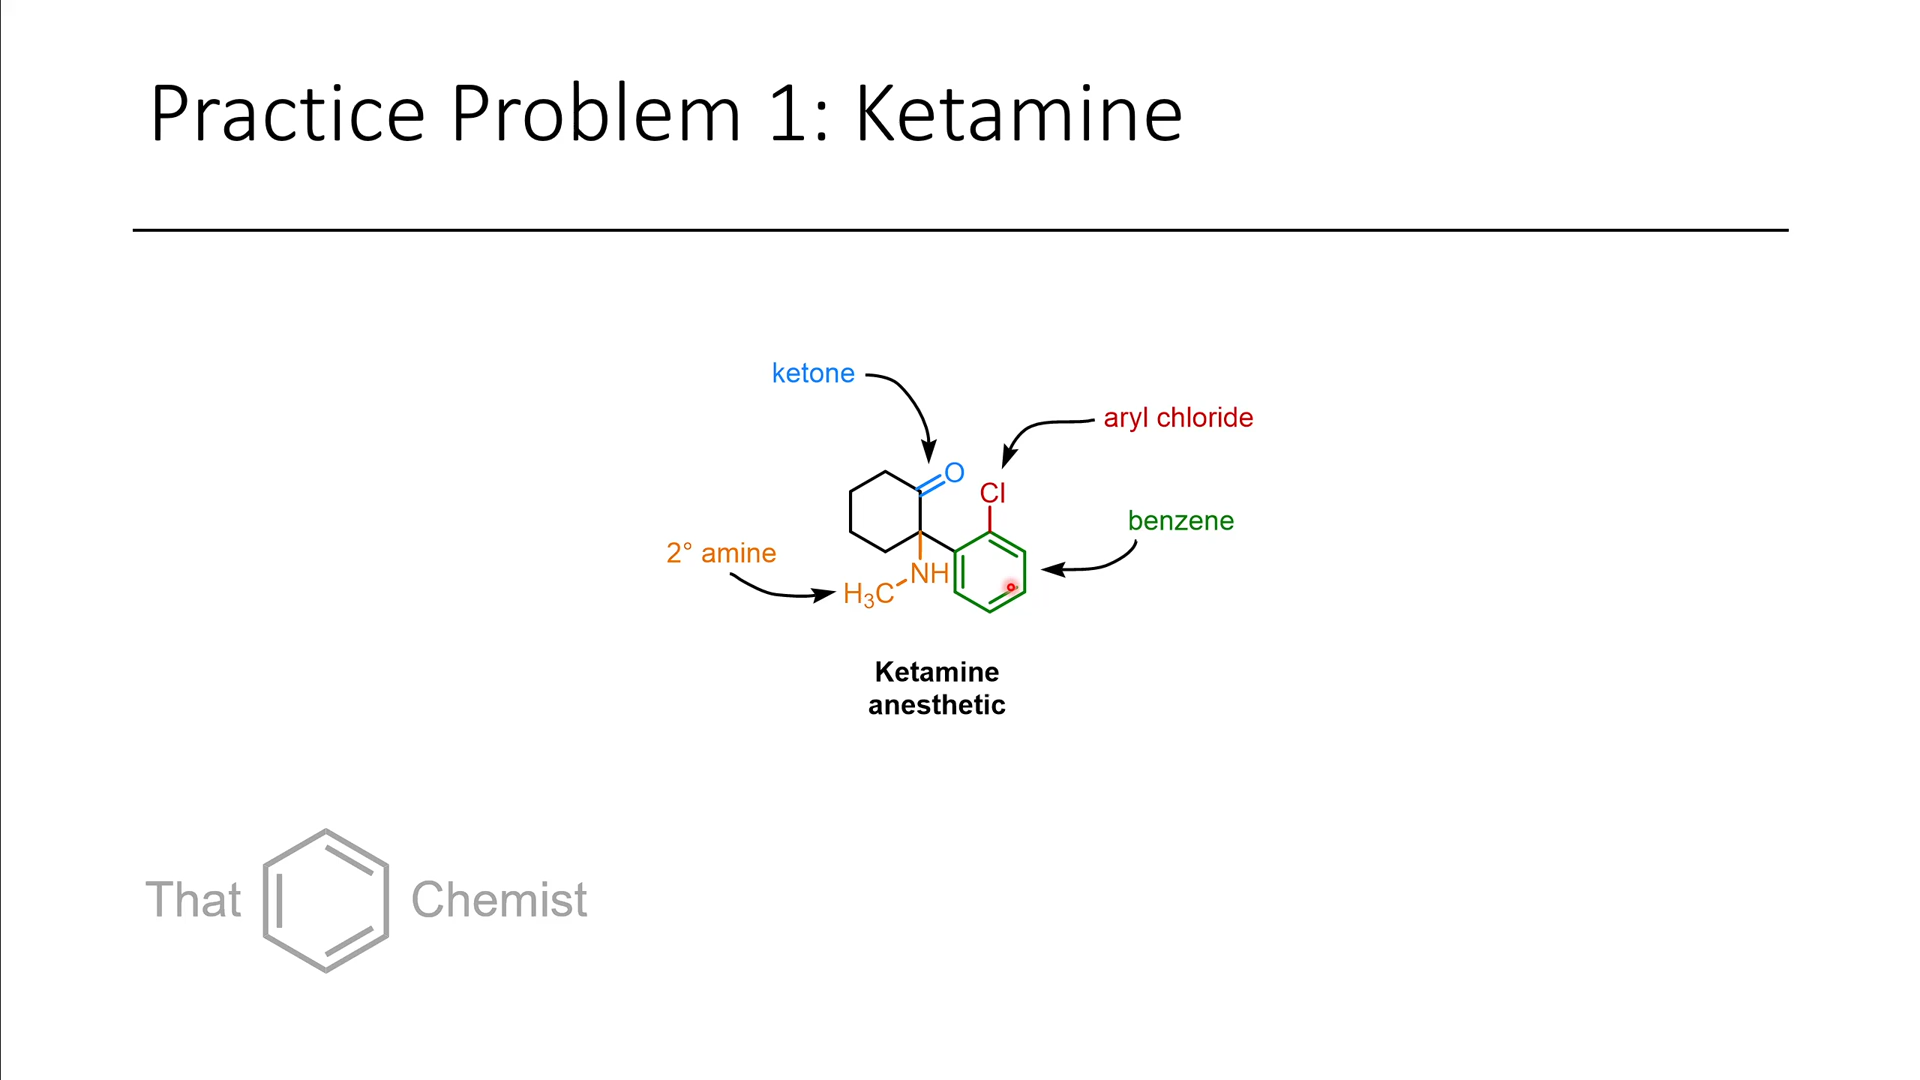 Practice Problem 1: Ketamine
ketone
aryl chloride
O
Cl
benzene
2° amine
NH
H₃C
Ketamine
anesthetic
That Chemist